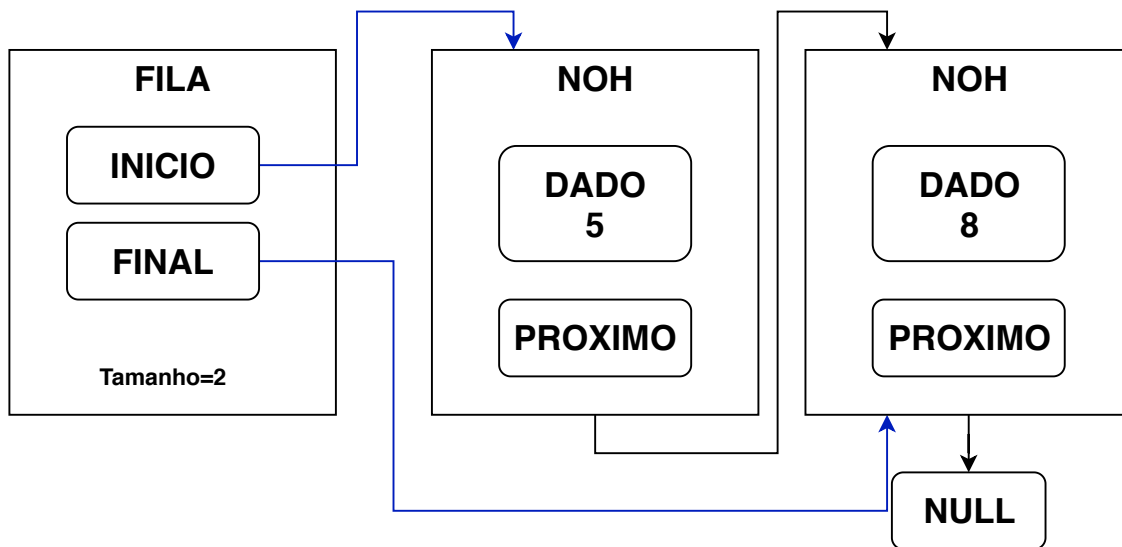 FILA
INICIO
FINAL
Tamanho=2
NOH
DADO
5
PROXIMO
NOH
DADO
8
PROXIMO
NULL